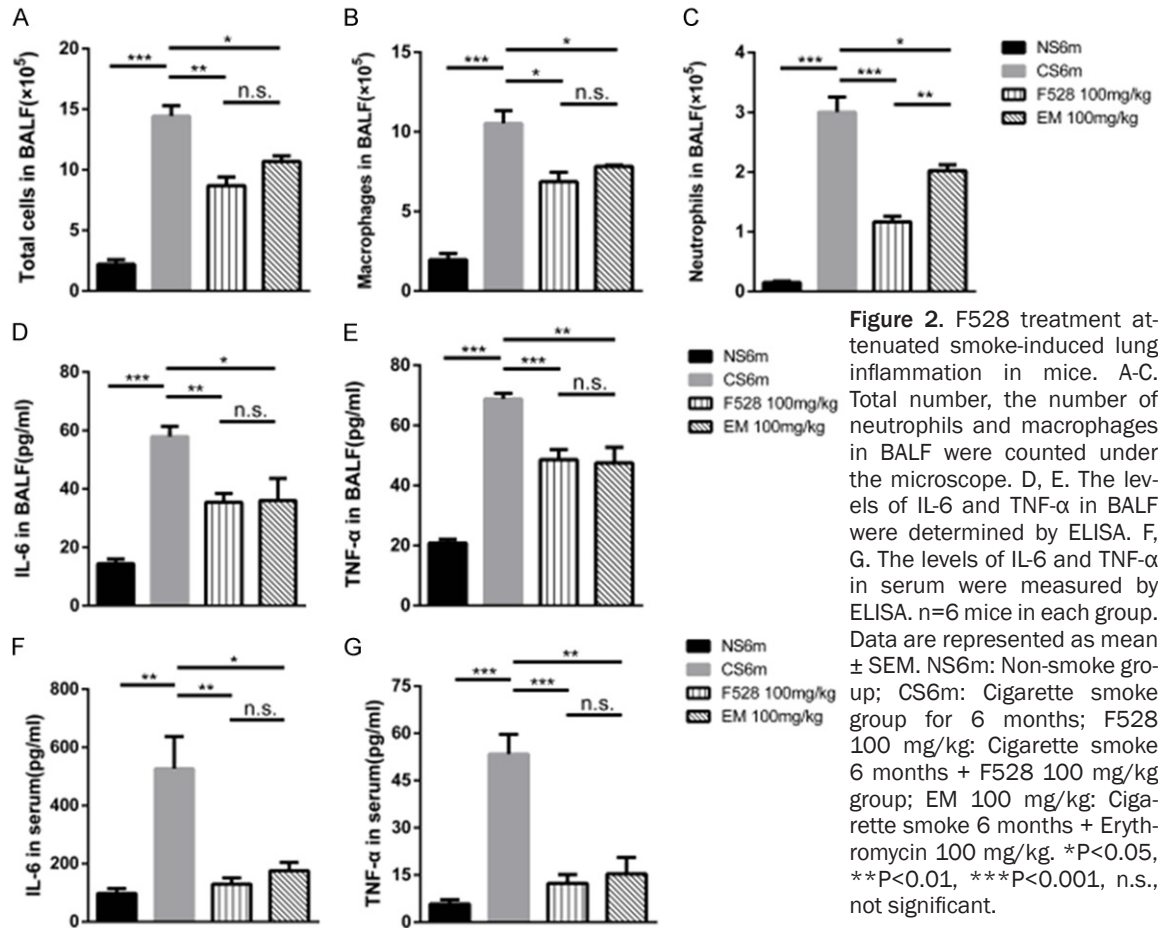 A
Total cells in BALF(×10⁵)
20
15
10
5
0
***
**
*
n.s.
B
Macrophages in BALF(×10⁵)
15
10
5
0
***
*
*
n.s.
C
Neutrophils in BALF(×10⁵)
4
3
2
1
0
***
***
*
**
NS6m
CS6m
F528 100mg/kg
EM 100mg/kg
D
IL-6 in BALF(pg/ml)
80
60
40
20
0
***
**
*
n.s.
E
TNF-α in BALF(pg/ml)
80
60
40
20
0
***
***
**
n.s.
NS6m
CS6m
F528 100mg/kg
EM 100mg/kg
F
IL-6 in serum(pg/ml)
800
600
400
200
0
**
**
*
n.s.
G
TNF-α in serum(pg/ml)
75
60
45
30
15
0
***
***
**
n.s.
NS6m
CS6m
F528 100mg/kg
EM 100mg/kg
Figure 2. F528 treatment at-
tenuated smoke-induced lung
inflammation in mice. A-C.
Total number, the number of
neutrophils and macrophages
in BALF were counted under
the microscope. D, E. The lev-
els of IL-6 and TNF-α in BALF
were determined by ELISA. F,
G. The levels of IL-6 and TNF-α
in serum were measured by
ELISA. n=6 mice in each group.
Data are represented as mean
± SEM. NS6m: Non-smoke gro-
up; CS6m: Cigarette smoke
group for 6 months; F528
100 mg/kg: Cigarette smoke
6 months + F528 100 mg/kg
group; EM 100 mg/kg: Ciga-
rette smoke 6 months + Eryth-
romycin 100 mg/kg. *P<0.05,
**P<0.01, ***P<0.001, n.s.,
not significant.